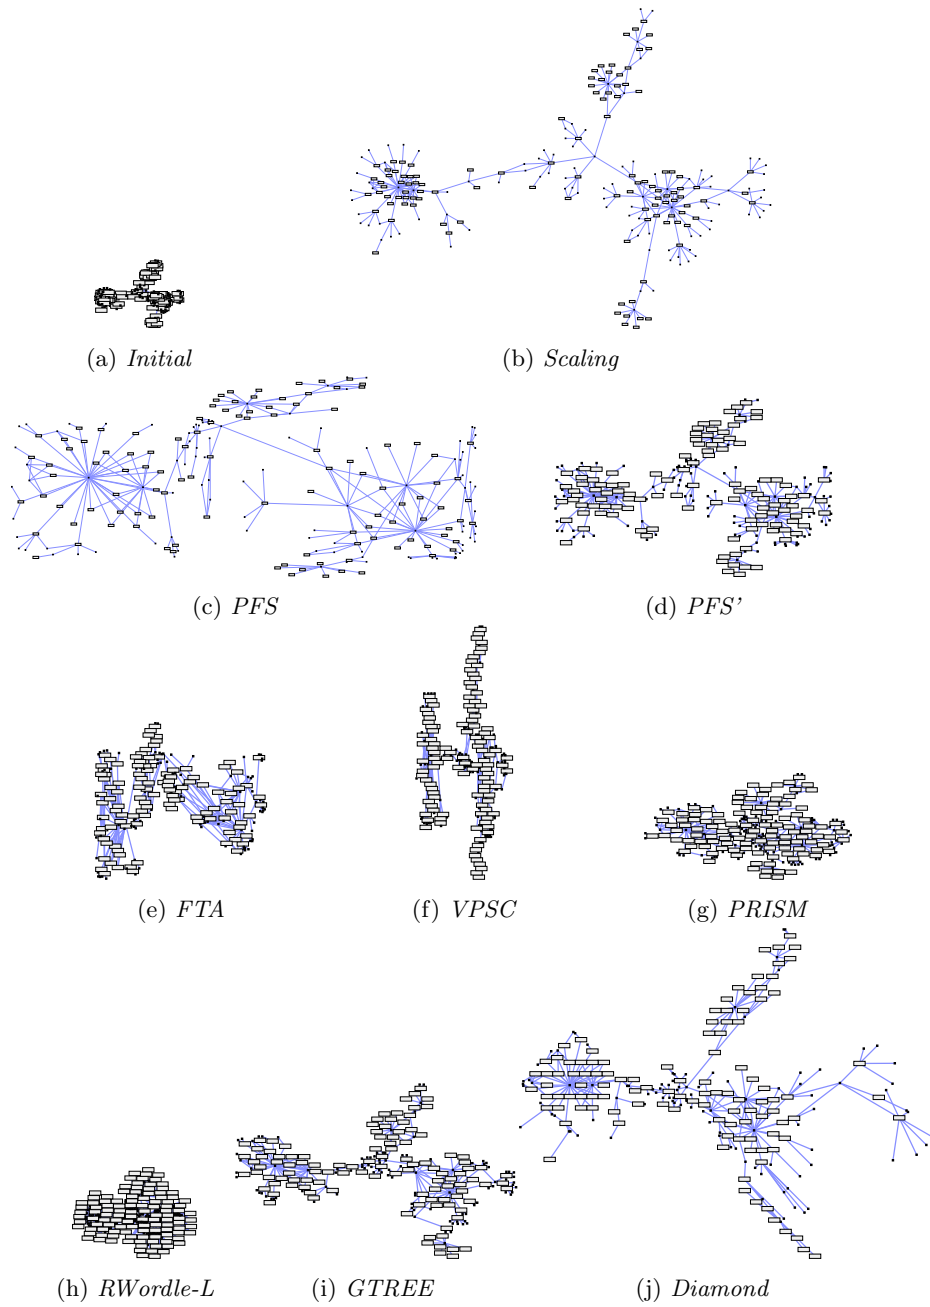 (a) Initial
(b) Scaling
(c) PFS
(d) PFS'
(e) FTA
(f) VPSC
(g) PRISM
(h) RWordle-L
(i) GTREE
(j) Diamond